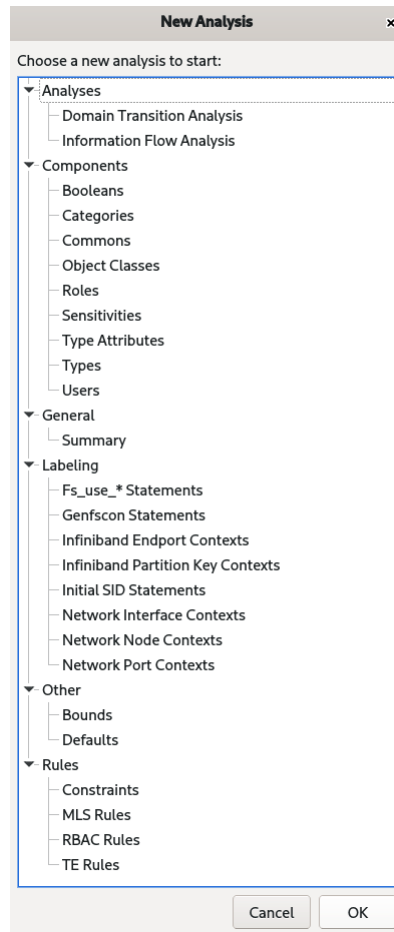 New Analysis
Choose a new analysis to start:
Analyses
Domain Transition Analysis
Information Flow Analysis
Components
Booleans
Categories
Commons
Object Classes
Roles
Sensitivities
Type Attributes
Types
Users
General
Summary
Labeling
Fs_use_* Statements
Genfscon Statements
Infiniband Endport Contexts
Infiniband Partition Key Contexts
Initial SID Statements
Network Interface Contexts
Network Node Contexts
Network Port Contexts
Other
Bounds
Defaults
Rules
Constraints
MLS Rules
RBAC Rules
TE Rules
Cancel OK